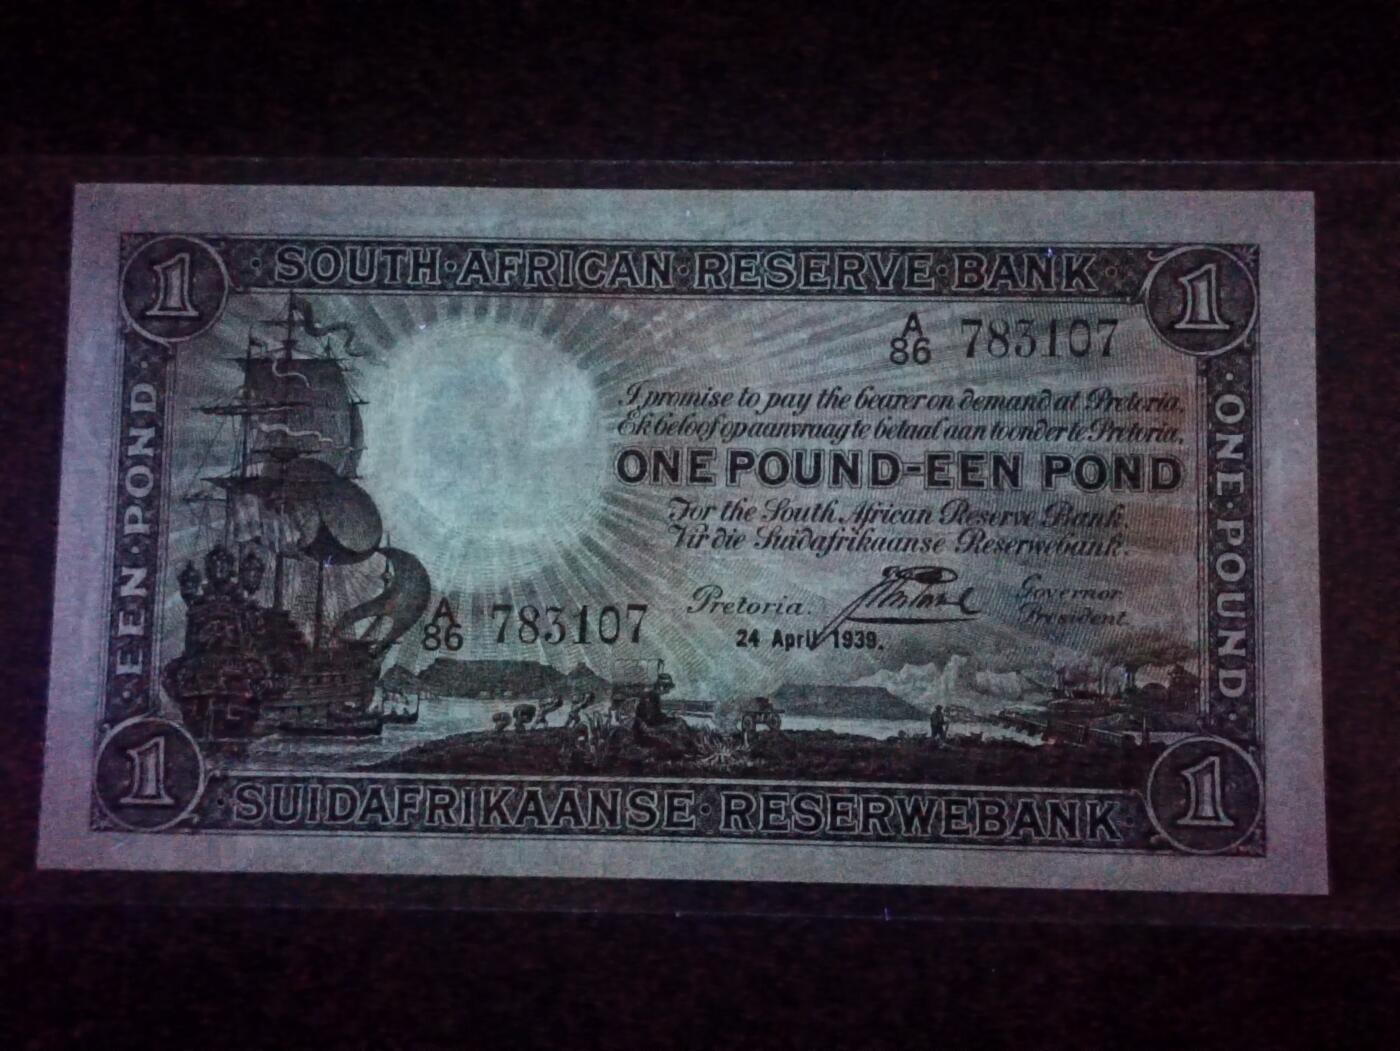 1 SOUTH·AFRICAN·RESERVE·BANK 1
A
86 783107
I promise to pay the bearer on demand at Pretoria.
Ek beloof op aanvraag te betaal aan toonder te Pretoria.
ONE POUND-EEN POND
For the South African Reserve Bank.
Vir die Suidafrikaanse Reserwebank.
Pretoria. Governor
President.
24 April 1939.
A
86 783107
·EEN·POND·
·ONE·POUND·
1 ·SUIDAFRIKAANSE·RESERWEBANK· 1